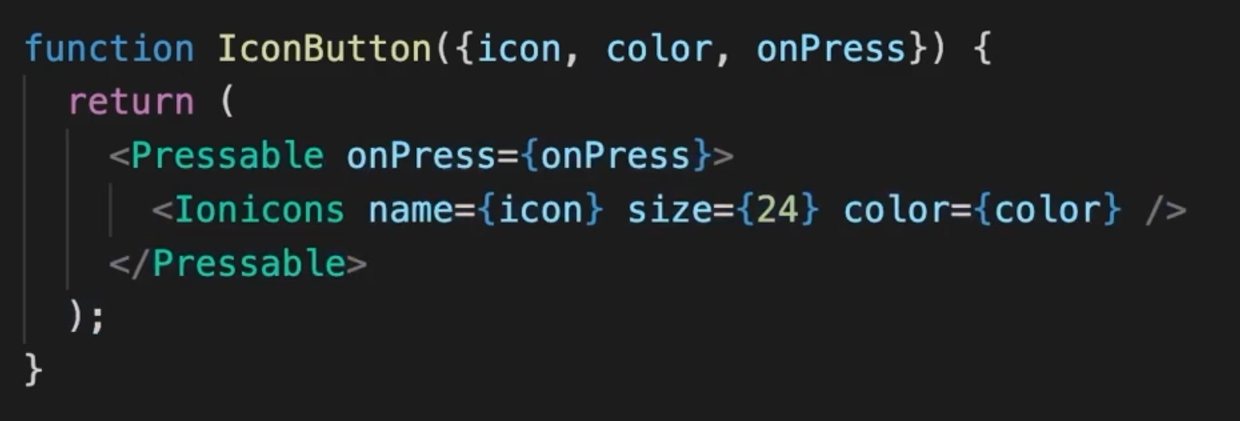 function IconButton({icon, color, onPress}) {
  return (
    <Pressable onPress={onPress}>
      <Ionicons name={icon} size={24} color={color} />
    </Pressable>
  );
}